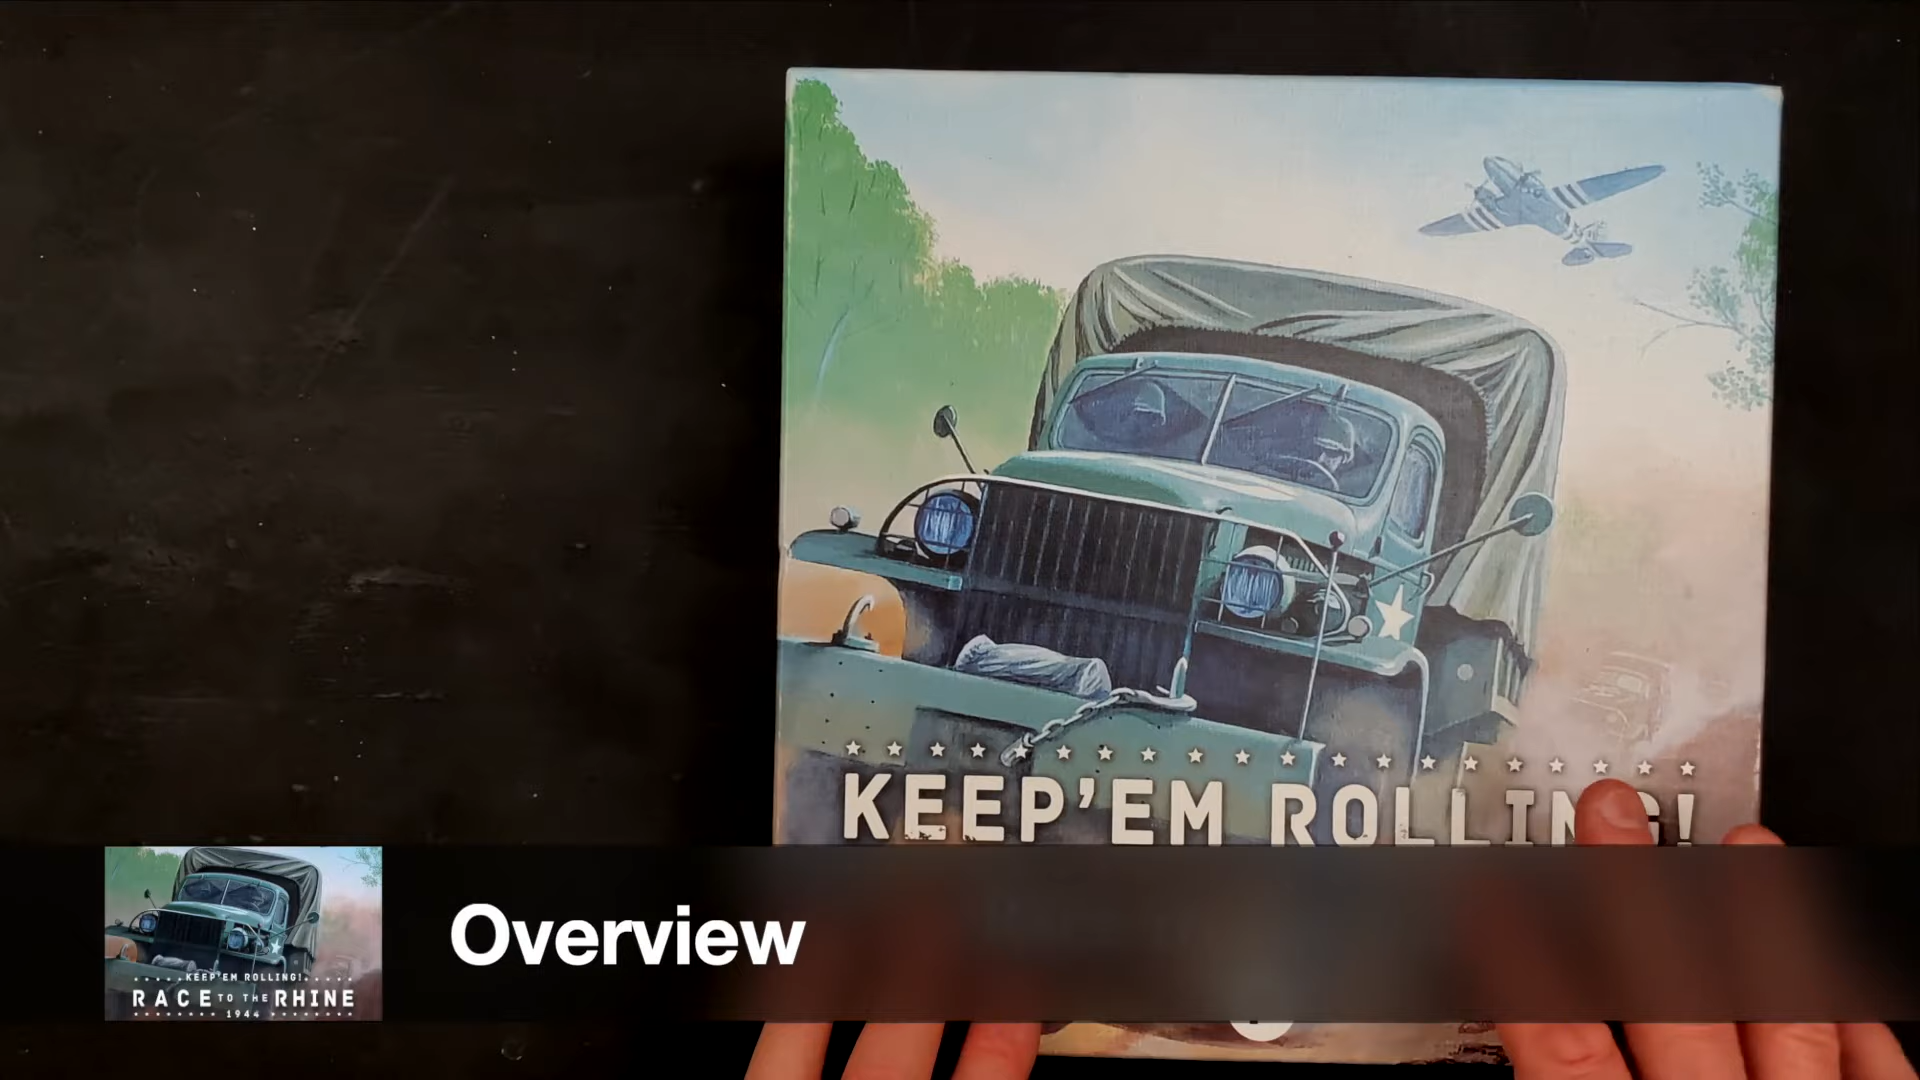 KEEP'EM ROLLING!
Overview
KEEP'EM ROLLING!
RACE TO THE RHINE
1944